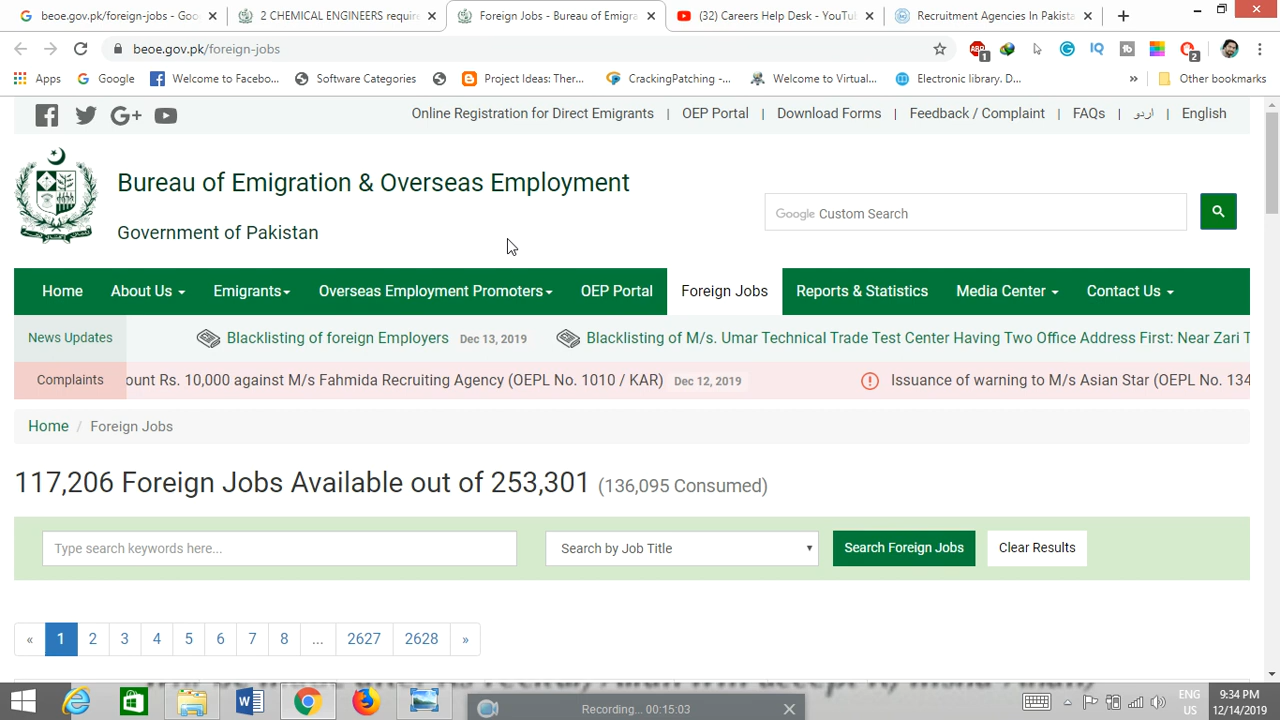 beoe.gov.pk/foreign-jobs - Goo
2 CHEMICAL ENGINEERS require
Foreign Jobs - Bureau of Emigra
(32) Careers Help Desk - YouTu
Recruitment Agencies In Pakista
beoe.gov.pk/foreign-jobs
Apps
Google
Welcome to Facebo...
Software Categories
Project Ideas: Ther...
CrackingPatching -...
Welcome to Virtual...
Electronic library. D...
»
Other bookmarks
Online Registration for Direct Emigrants | OEP Portal | Download Forms | Feedback / Complaint | FAQs | اردو | English
Bureau of Emigration & Overseas Employment
Government of Pakistan
Google Custom Search
Home About Us Emigrants Overseas Employment Promoters OEP Portal Foreign Jobs Reports & Statistics Media Center Contact Us
News Updates Blacklisting of foreign Employers Dec 13, 2019 Blacklisting of M/s. Umar Technical Trade Test Center Having Two Office Address First: Near Zari T
Complaints ount Rs. 10,000 against M/s Fahmida Recruiting Agency (OEPL No. 1010 / KAR) Dec 12, 2019 Issuance of warning to M/s Asian Star (OEPL No. 134
Home / Foreign Jobs
117,206 Foreign Jobs Available out of 253,301 (136,095 Consumed)
Type search keywords here... Search by Job Title Search Foreign Jobs Clear Results
« 1 2 3 4 5 6 7 8 ... 2627 2628 »
Recording... 00:15:03
ENG
US
9:34 PM
12/14/2019